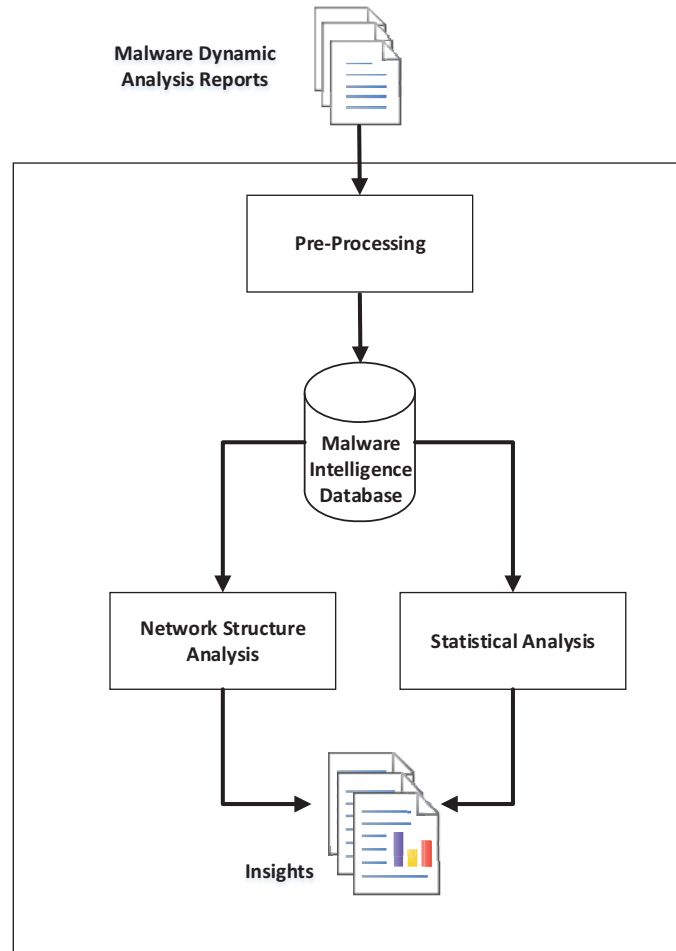 Malware Dynamic
Analysis Reports
Pre-Processing
Malware
Intelligence
Database
Network Structure
Analysis
Statistical Analysis
Insights